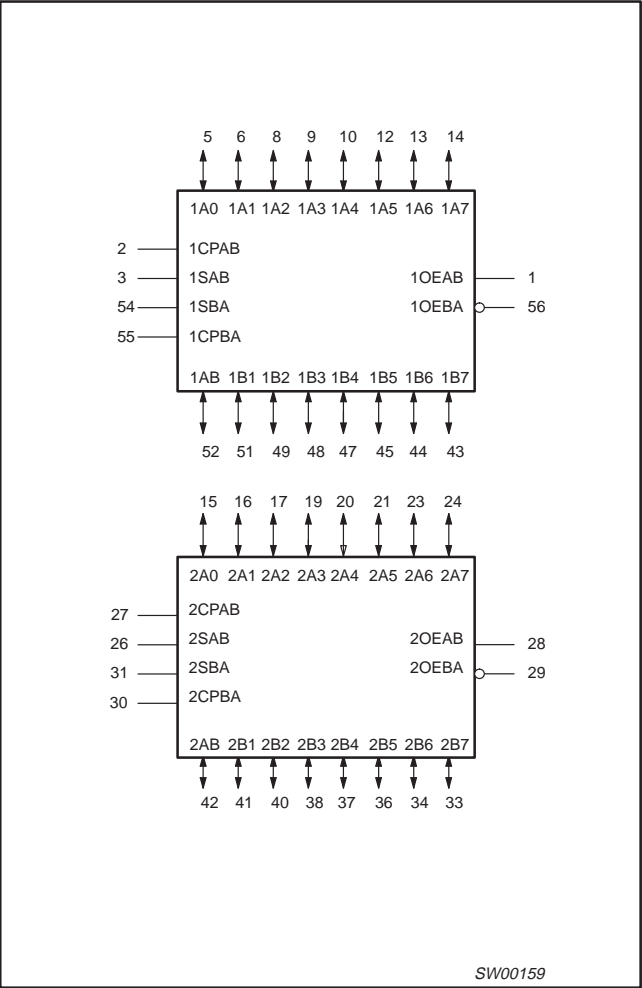 5 6 8 9 10 12 13 14
1A0 1A1 1A2 1A3 1A4 1A5 1A6 1A7
2 1CPAB
3 1SAB 1OEAB 1
54 1SBA 1OEBA 56
55 1CPBA
1AB 1B1 1B2 1B3 1B4 1B5 1B6 1B7
52 51 49 48 47 45 44 43
15 16 17 19 20 21 23 24
2A0 2A1 2A2 2A3 2A4 2A5 2A6 2A7
27 2CPAB
26 2SAB 2OEAB 28
31 2SBA 2OEBA 29
30 2CPBA
2AB 2B1 2B2 2B3 2B4 2B5 2B6 2B7
42 41 40 38 37 36 34 33
SW00159